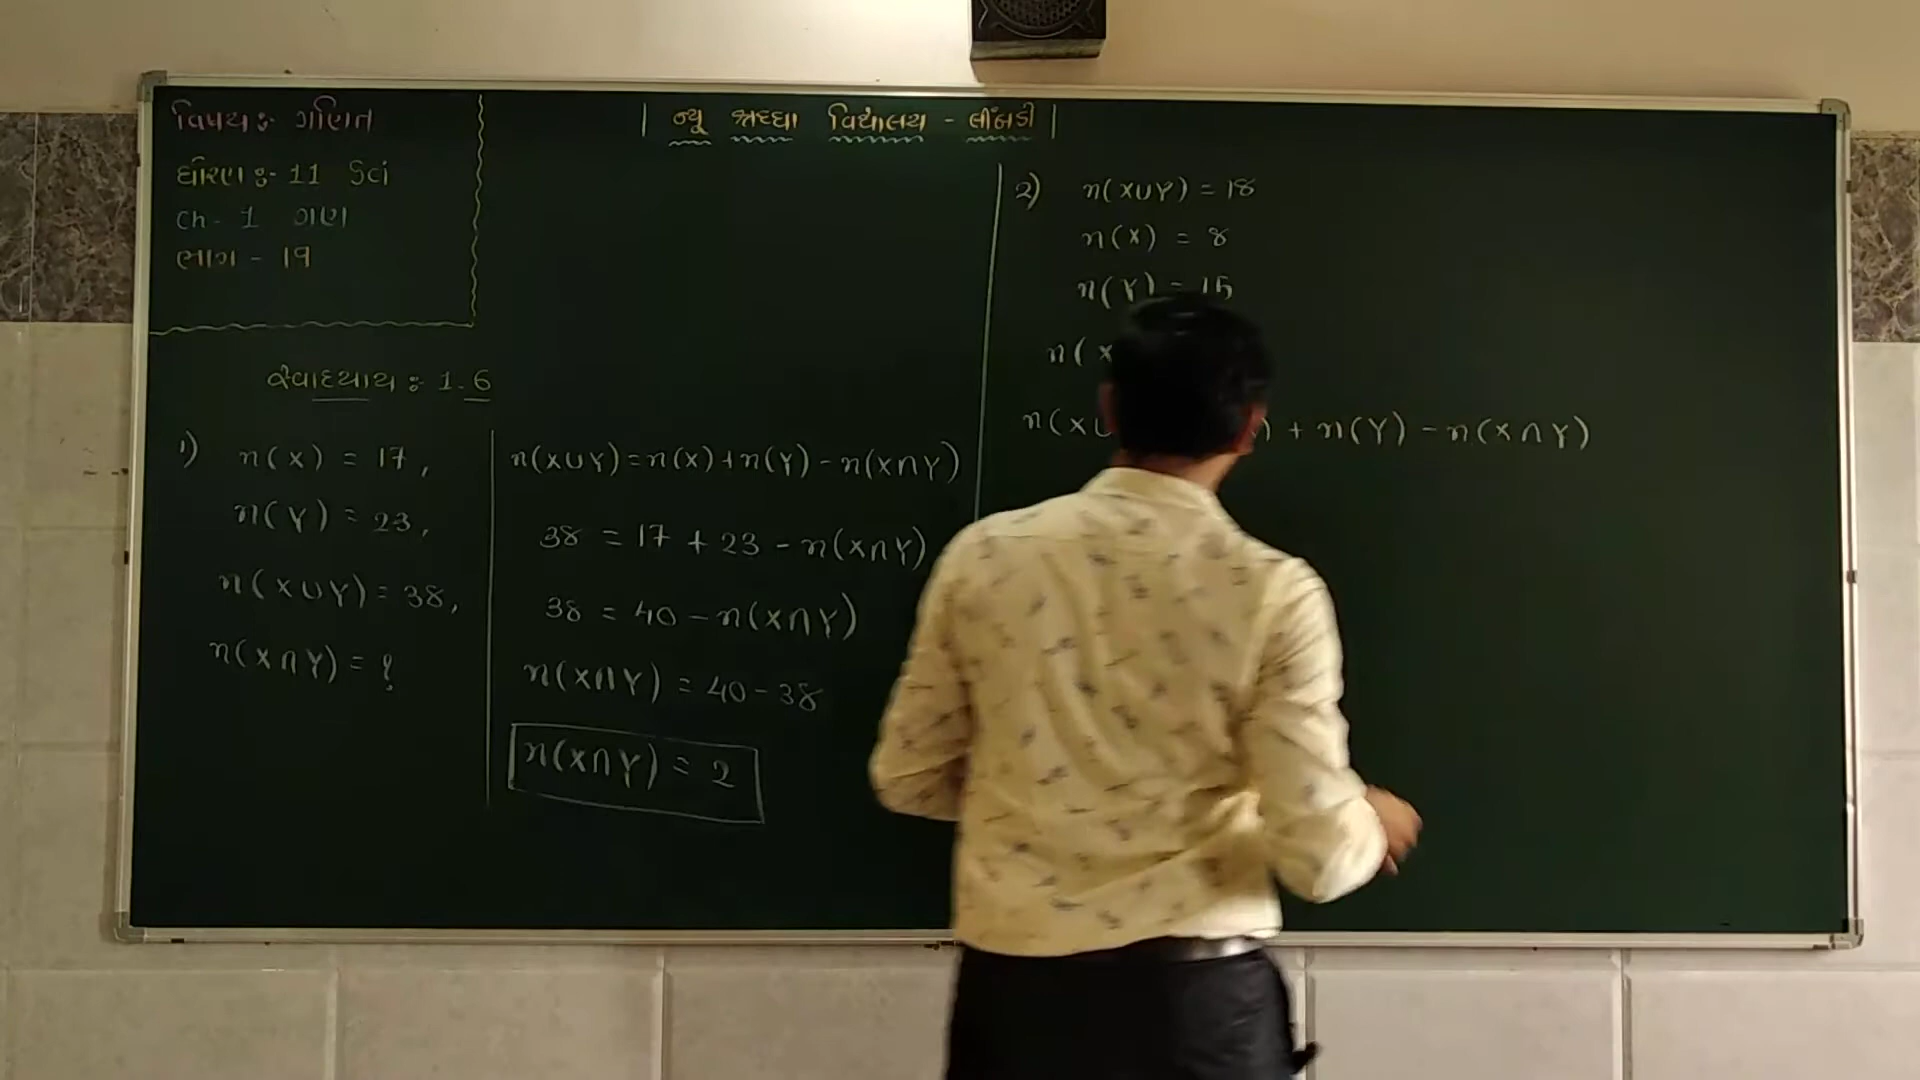 વિષય :- ગણિત
ધોરણ :- 11 Sci
Ch - 1 ગણ
ભાગ - 19
ન્યૂ શ્રધ્ધા વિદ્યાલય - લીંબડી
સ્વાધ્યાય : 1.6
1) n(X) = 17,
n(Y) = 23,
n(X∪Y) = 38,
n(X∩Y) = ?
n(X∪Y) = n(X) + n(Y) - n(X∩Y)
38 = 17 + 23 - n(X∩Y)
38 = 40 - n(X∩Y)
n(X∩Y) = 40 - 38
n(X∩Y) = 2
2) n(X∪Y) = 18
n(X) = 8
n(Y) = 15
n(X
n(X∪ ) + n(Y) - n(X∩Y)